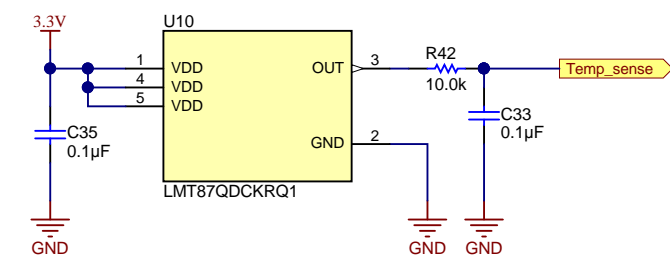 3.3V
U10
1
VDD
OUT
3
R42
10.0k
Temp_sense
4
VDD
5
VDD
C35
0.1µF
C33
0.1µF
GND
2
LMT87QDCKRQ1
GND
GND
GND